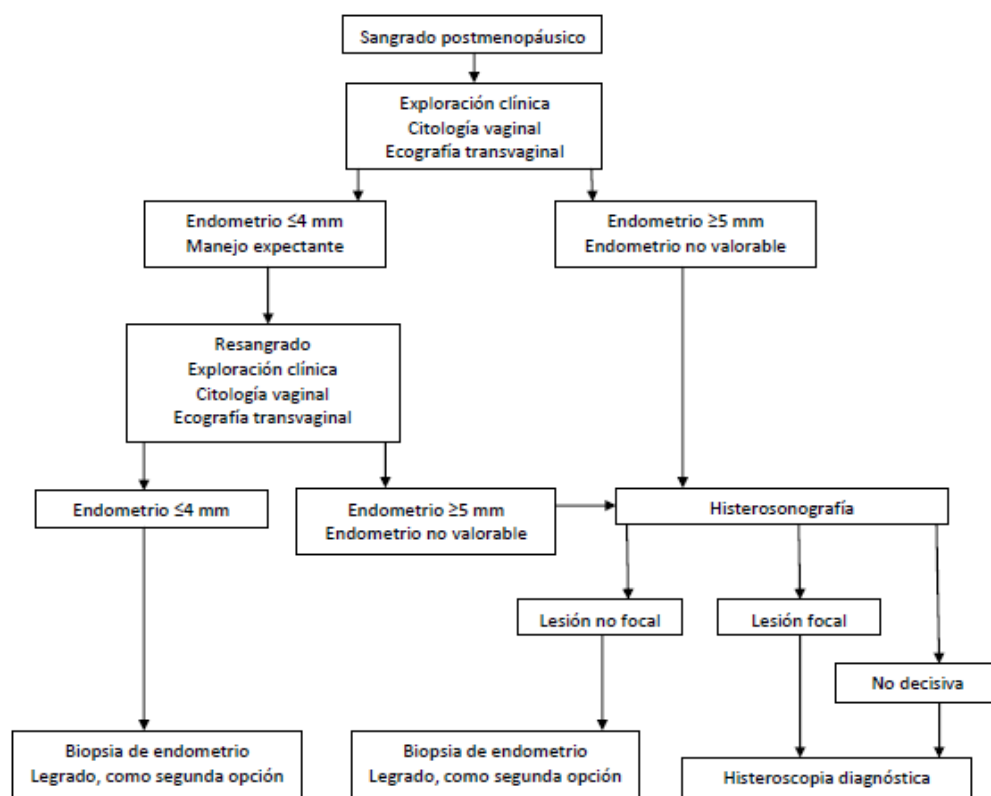 Sangrado postmenopáusico
Exploración clínica
Citología vaginal
Ecografía transvaginal
Endometrio ≤4 mm
Manejo expectante
Endometrio ≥5 mm
Endometrio no valorable
Resangrado
Exploración clínica
Citología vaginal
Ecografía transvaginal
Endometrio ≤4 mm
Endometrio ≥5 mm
Endometrio no valorable
Histerosonografía
Lesión no focal
Lesión focal
No decisiva
Biopsia de endometrio
Legrado, como segunda opción
Biopsia de endometrio
Legrado, como segunda opción
Histeroscopia diagnóstica